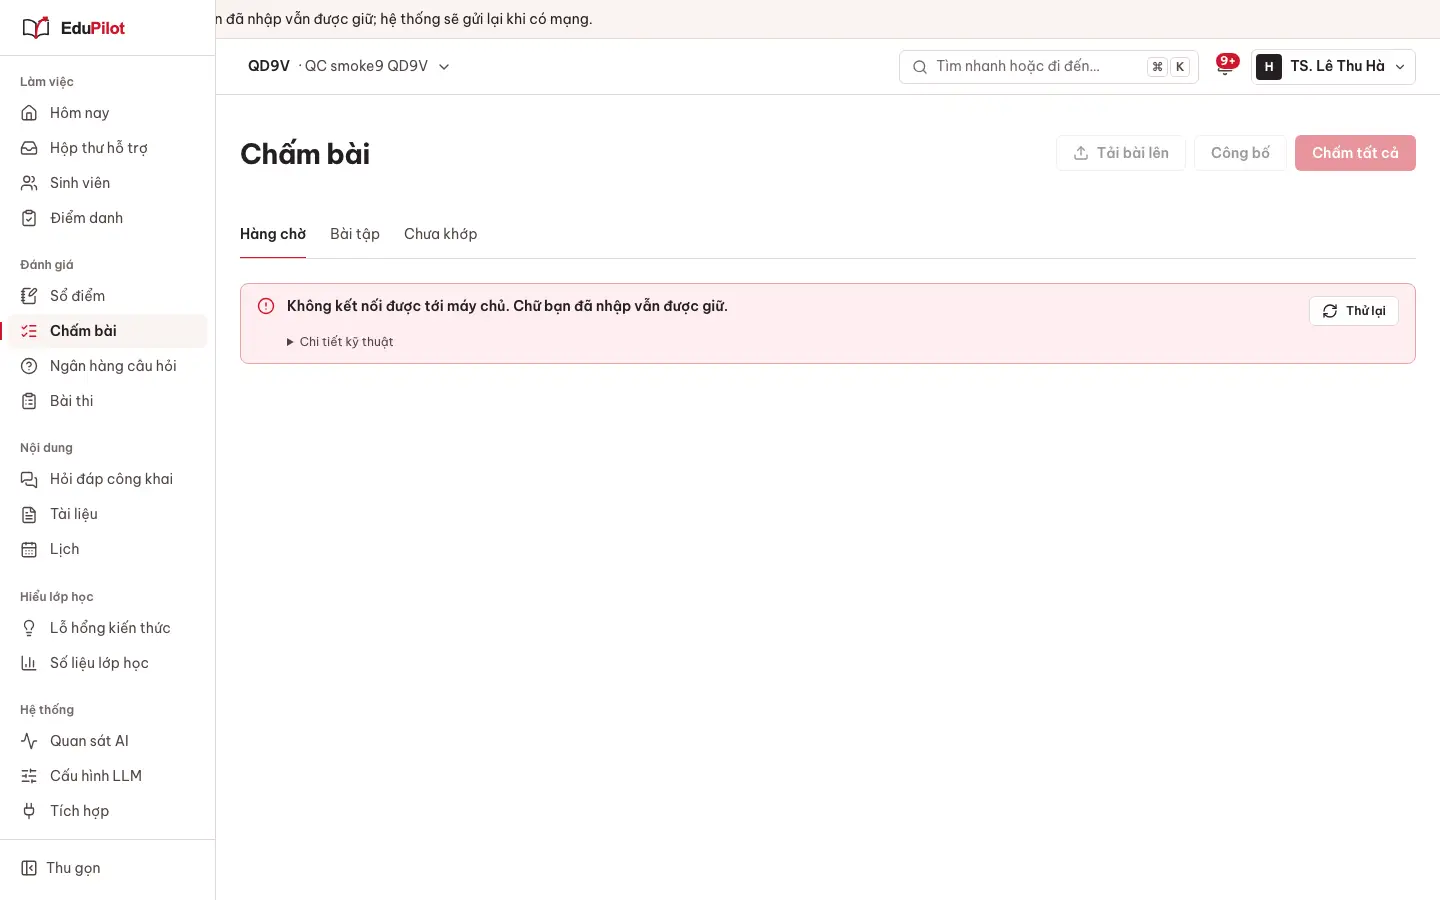 EduPilot
đã nhập vẫn được giữ; hệ thống sẽ gửi lại khi có mạng.
QD9V · QC smoke9 QD9V
Tìm nhanh hoặc đi đến...
⌘ K
9+
H TS. Lê Thu Hà
Làm việc
Hôm nay
Hộp thư hỗ trợ
Sinh viên
Điểm danh
Đánh giá
Sổ điểm
Chấm bài
Ngân hàng câu hỏi
Bài thi
Nội dung
Hỏi đáp công khai
Tài liệu
Lịch
Hiểu lớp học
Lỗ hổng kiến thức
Số liệu lớp học
Hệ thống
Quan sát AI
Cấu hình LLM
Tích hợp
Thu gọn
Chấm bài
Tải bài lên
Công bố
Chấm tất cả
Hàng chờ
Bài tập
Chưa khớp
Không kết nối được tới máy chủ. Chữ bạn đã nhập vẫn được giữ.
Chi tiết kỹ thuật
Thử lại